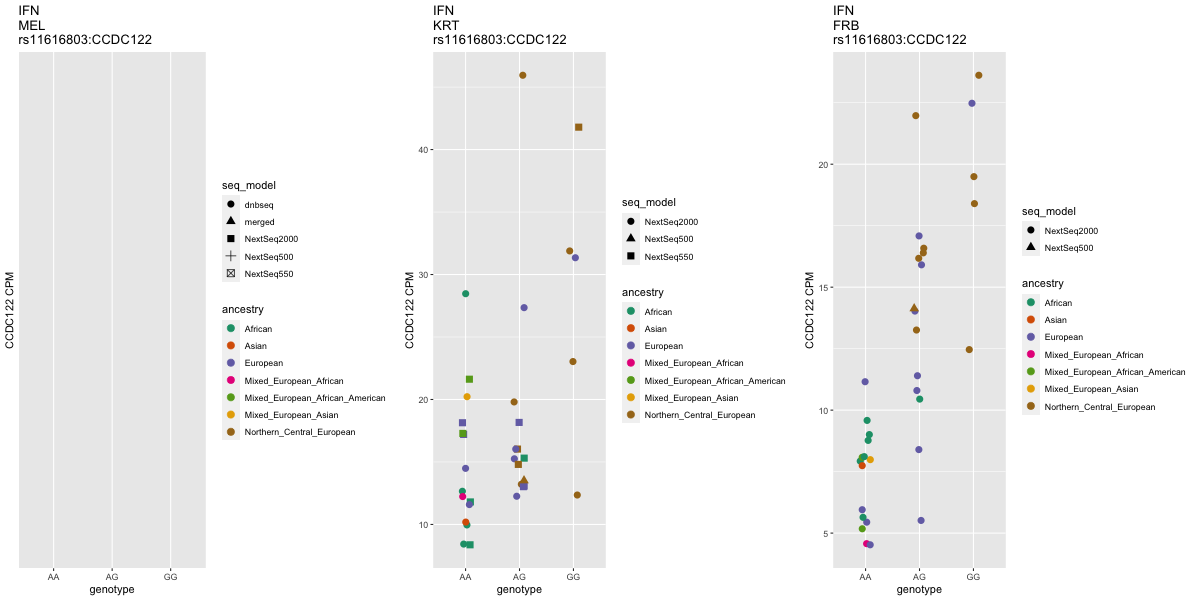 IFN
MEL
rs11616803:CCDC122
CCDC122 CPM
AA
AG
GG
genotype
seq_model
dnbseq
merged
NextSeq2000
NextSeq500
NextSeq550
ancestry
African
Asian
European
Mixed_European_African
Mixed_European_African_American
Mixed_European_Asian
Northern_Central_European
IFN
KRT
rs11616803:CCDC122
CCDC122 CPM
40
30
20
10
AA
AG
GG
genotype
seq_model
NextSeq2000
NextSeq500
NextSeq550
ancestry
African
Asian
European
Mixed_European_African
Mixed_European_African_American
Mixed_European_Asian
Northern_Central_European
IFN
FRB
rs11616803:CCDC122
CCDC122 CPM
20
15
10
5
AA
AG
GG
genotype
seq_model
NextSeq2000
NextSeq500
ancestry
African
Asian
European
Mixed_European_African
Mixed_European_African_American
Mixed_European_Asian
Northern_Central_European